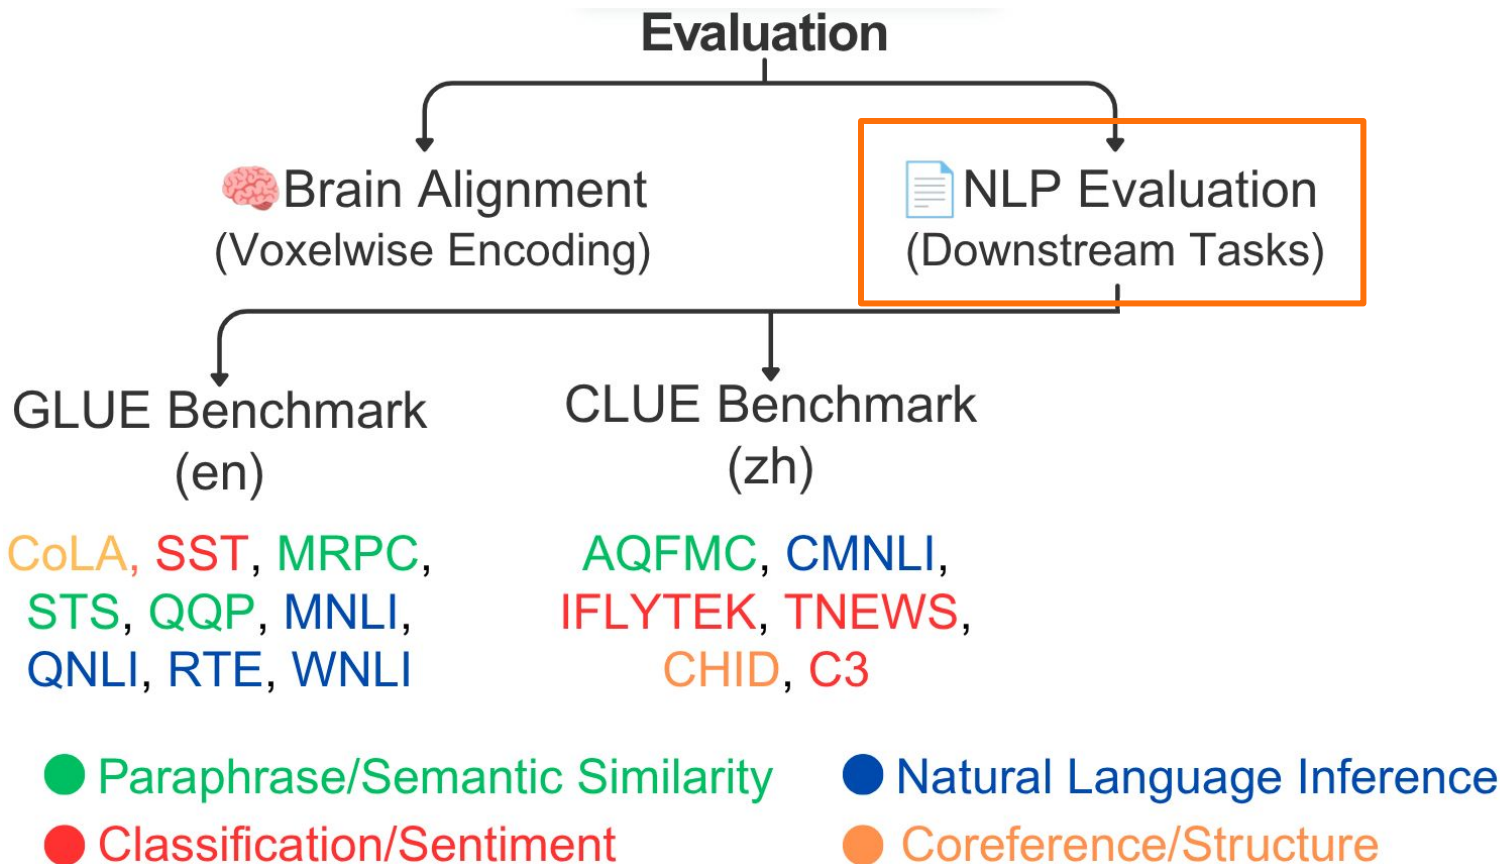 Evaluation
Brain Alignment
(Voxelwise Encoding)
NLP Evaluation
(Downstream Tasks)
GLUE Benchmark
(en)
CoLA, SST, MRPC,
STS, QQP, MNLI,
QNLI, RTE, WNLI
CLUE Benchmark
(zh)
AQFMC, CMNLI,
IFLYTEK, TNEWS,
CHID, C3
Paraphrase/Semantic Similarity
Natural Language Inference
Classification/Sentiment
Coreference/Structure